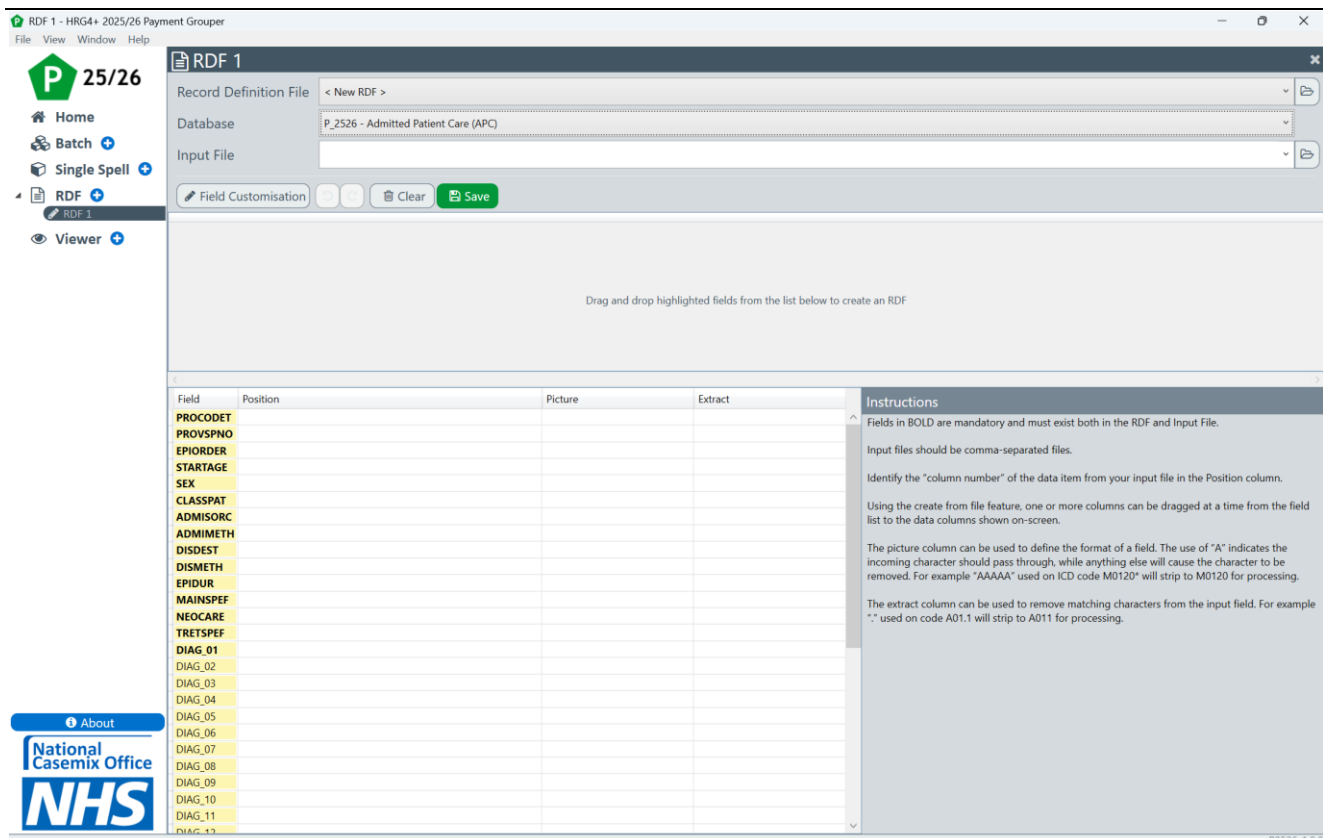 RDF 1 - HRG4+ 2025/26 Payment Grouper
File View Window Help
P 25/26
Home
Batch
Single Spell
RDF
RDF 1
Viewer
RDF 1
Record Definition File < New RDF >
Database P_2526 - Admitted Patient Care (APC)
Input File
Field Customisation Clear Save
Drag and drop highlighted fields from the list below to create an RDF
Field Position Picture Extract
PROCODET
PROVSPNO
EPIORDER
STARTAGE
SEX
CLASSPAT
ADMISORC
ADMIMETH
DISDEST
DISMETH
EPIDUR
MAINSPEF
NEOCARE
TRETSPEF
DIAG_01
DIAG_02
DIAG_03
DIAG_04
DIAG_05
DIAG_06
DIAG_07
DIAG_08
DIAG_09
DIAG_10
DIAG_11
DIAG_12
Instructions
Fields in BOLD are mandatory and must exist both in the RDF and Input File.
Input files should be comma-separated files.
Identify the "column number" of the data item from your input file in the Position column.
Using the create from file feature, one or more columns can be dragged at a time from the field
list to the data columns shown on-screen.
The picture column can be used to define the format of a field. The use of "A" indicates the
incoming character should pass through, while anything else will cause the character to be
removed. For example "AAAAA" used on ICD code M0120* will strip to M0120 for processing.
The extract column can be used to remove matching characters from the input field. For example
"." used on code A01.1 will strip to A011 for processing.
About
National
Casemix Office
NHS